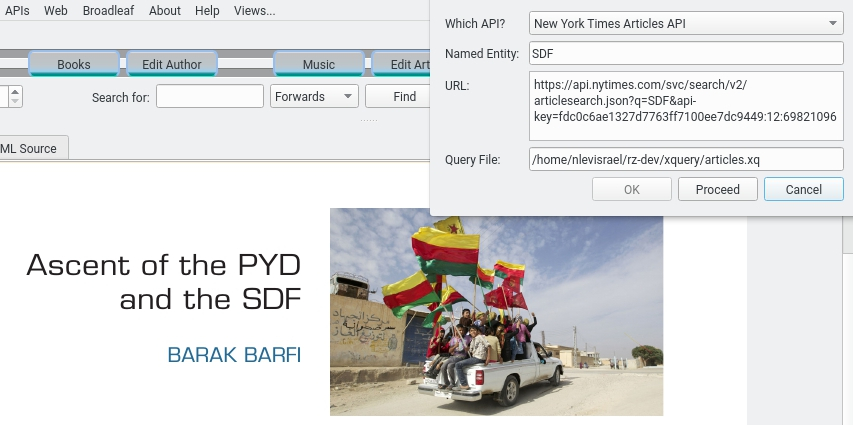 APIs Web Broadleaf About Help Views...
Books Edit Author Music Edit Art
Search for: Forwards Find
ML Source
Which API? New York Times Articles API
Named Entity: SDF
URL: https://api.nytimes.com/svc/search/v2/
articlesearch.json?q=SDF&api-
key=fdc0c6ae1327d7763ff7100ee7dc9449:12:69821096
Query File: /home/nlevisrael/rz-dev/xquery/articles.xq
OK Proceed Cancel
Ascent of the PYD
and the SDF
BARAK BARFI